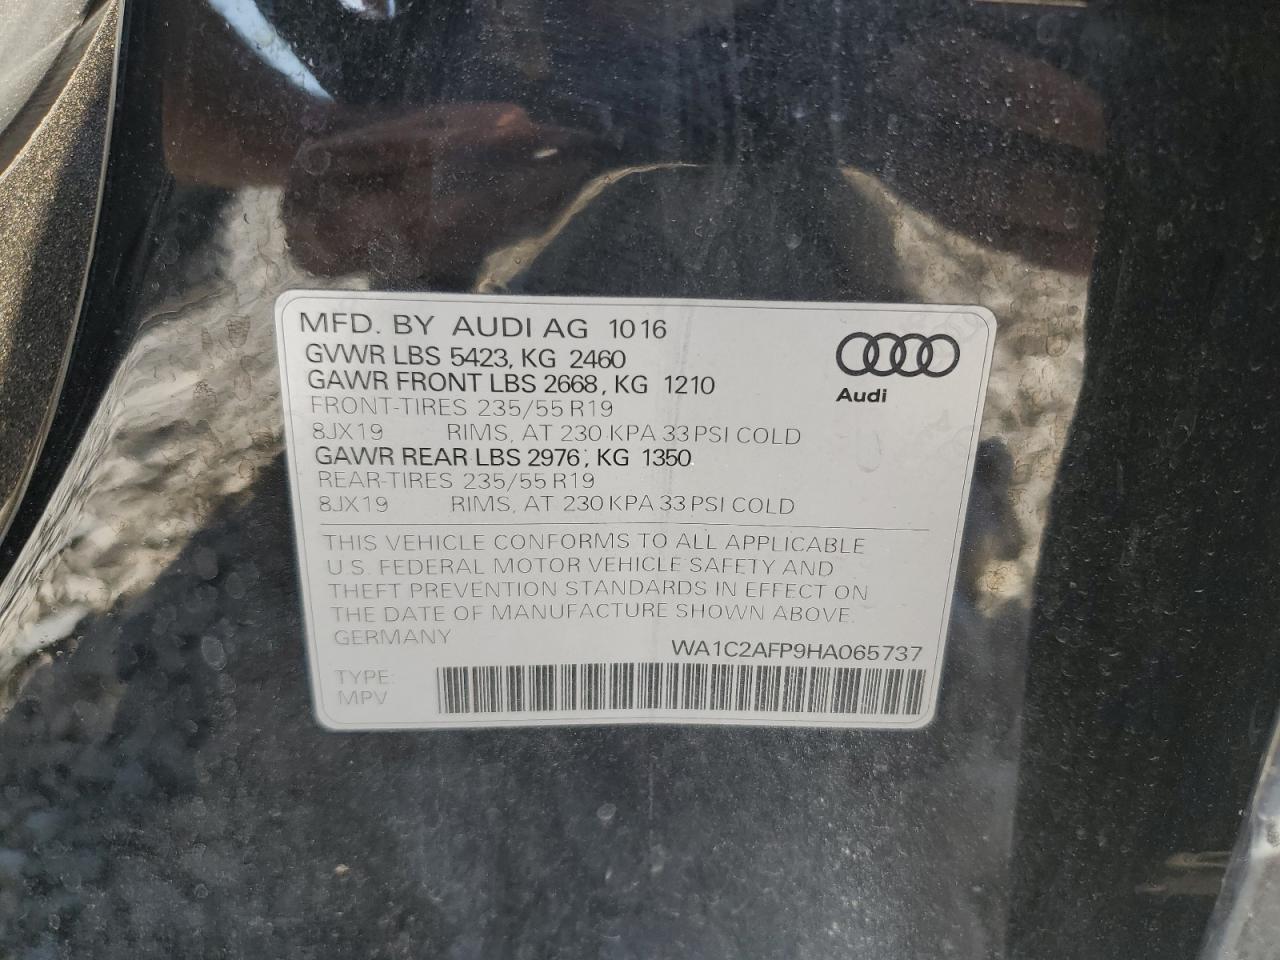 MFD. BY AUDI AG 1016
GVWR LBS 5423, KG 2460
GAWR FRONT LBS 2668, KG 1210
FRONT-TIRES 235/55 R19
8JX19 RIMS, AT 230 KPA 33 PSI COLD
GAWR REAR LBS 2976, KG 1350
REAR-TIRES 235/55 R19
8JX19 RIMS, AT 230 KPA 33 PSI COLD
Audi
THIS VEHICLE CONFORMS TO ALL APPLICABLE
U.S. FEDERAL MOTOR VEHICLE SAFETY AND
THEFT PREVENTION STANDARDS IN EFFECT ON
THE DATE OF MANUFACTURE SHOWN ABOVE.
GERMANY
WA1C2AFP9HA065737
TYPE:
MPV